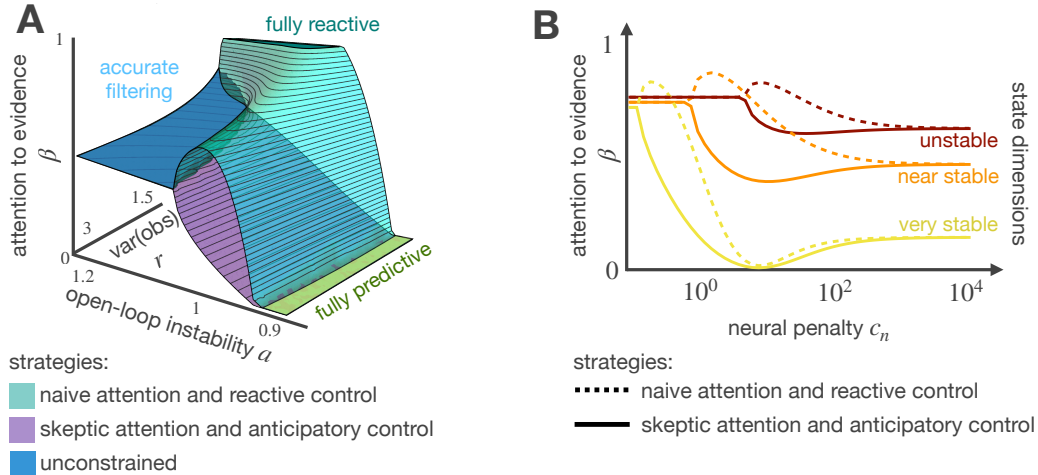 A
fully reactive
1
attention to evidence
β
accurate
filtering
0
3
1.5
var(obs)
r
1.2
1
0.9
open-loop instability a
fully predictive
strategies:
naive attention and reactive control
skeptic attention and anticipatory control
unconstrained
B
1
attention to evidence
β
0
unstable
near stable
very stable
state dimensions
10^0
10^2
10^4
neural penalty c_n
strategies:
naive attention and reactive control
skeptic attention and anticipatory control